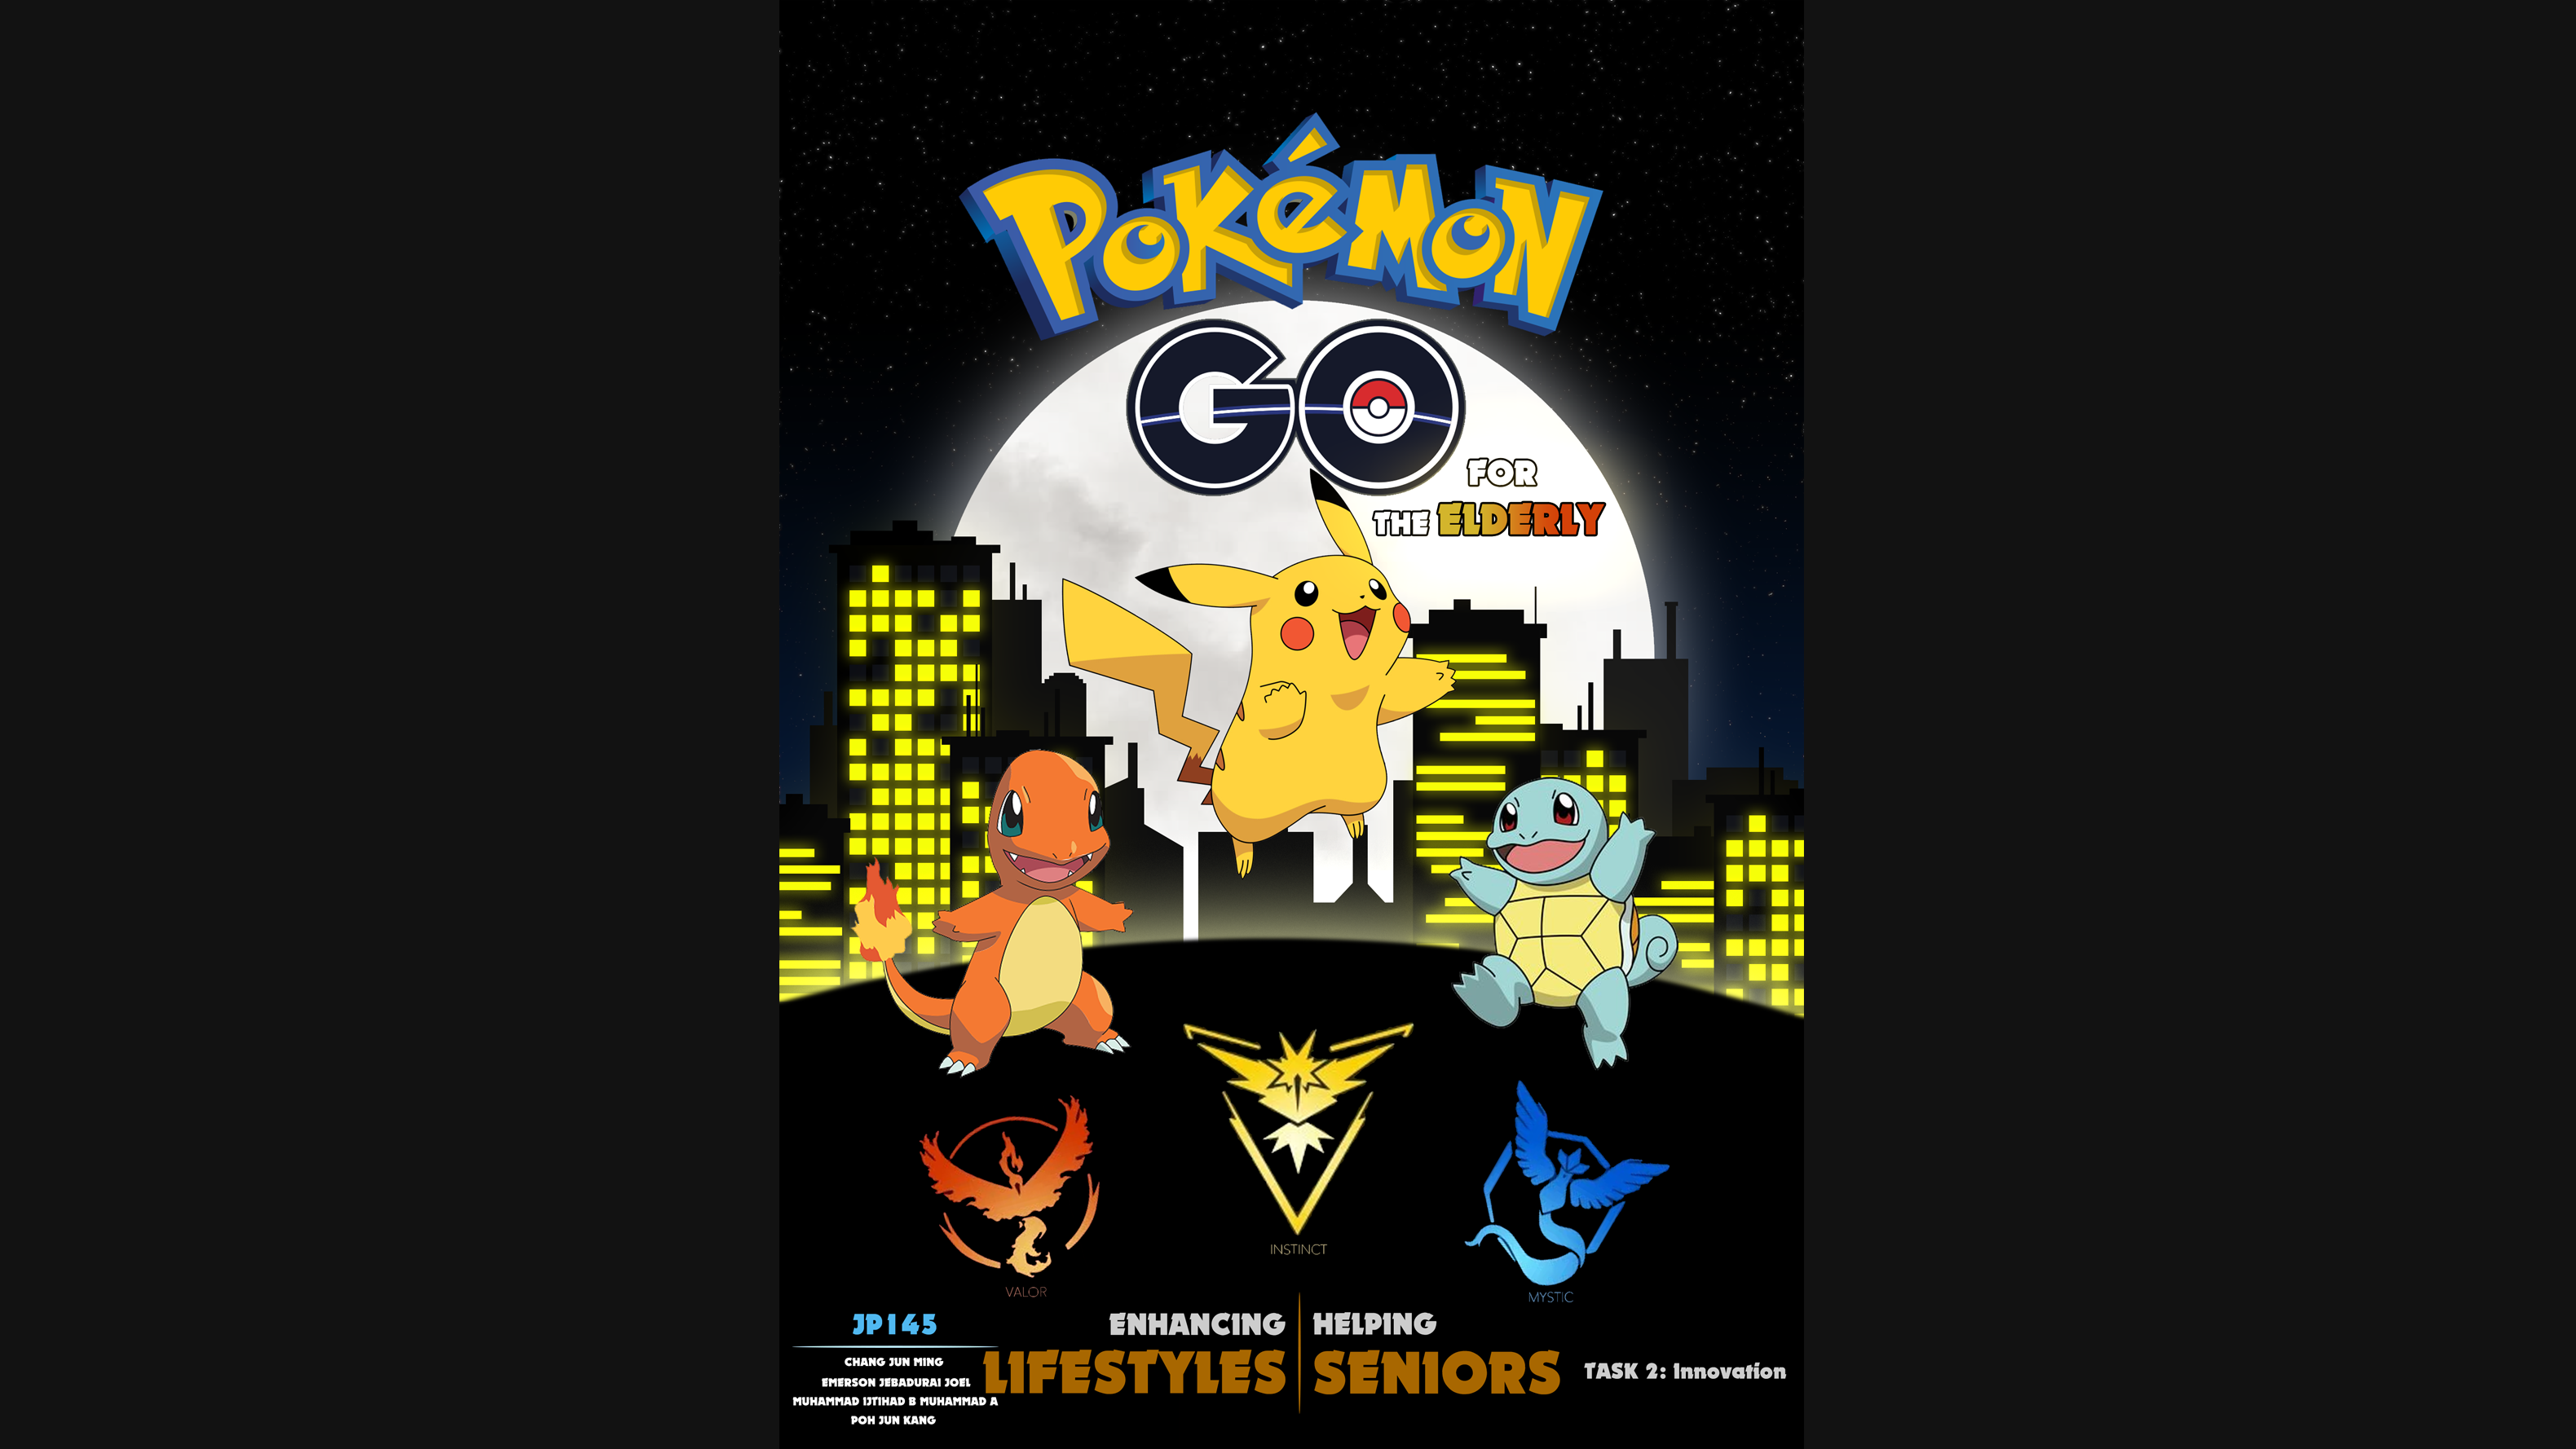 Pokémon
GO
FOR
THE ELDERLY
INSTINCT
VALOR
MYSTIC
JP145
CHANG JUN MING
EMERSON JEBADURAI JOEL
MUHAMMAD IJTIHAD B MUHAMMAD A
POH JUN KANG
ENHANCING
LIFESTYLES
HELPING
SENIORS
TASK 2: Innovation